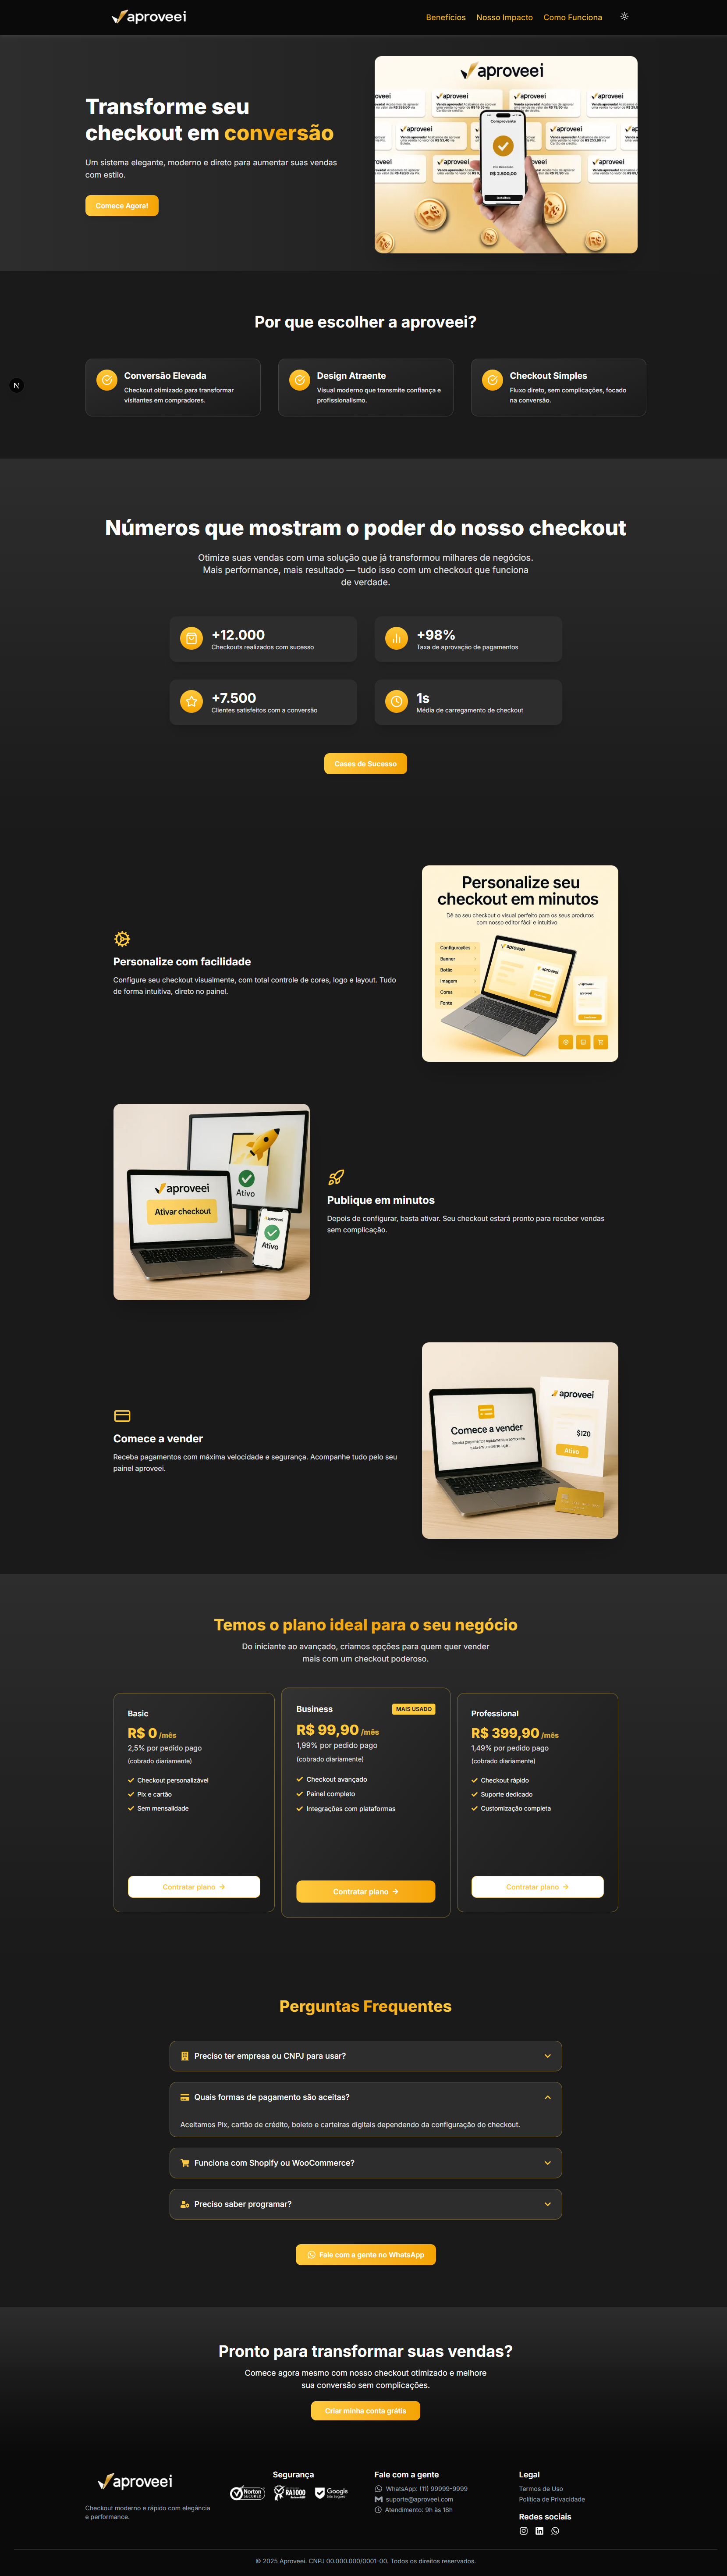 aproveei
Benefícios Nosso Impacto Como Funciona
Transforme seu
checkout em conversão
Um sistema elegante, moderno e direto para aumentar suas vendas
com estilo.
Comece Agora!
aproveei
aproveei
aproveei
aproveei
Comprovante
R$ 2.500,00
Por que escolher a aproveei?
Conversão Elevada
Checkout otimizado para transformar
visitantes em compradores.
Design Atraente
Visual moderno que transmite confiança e
profissionalismo.
Checkout Simples
Fluxo direto, sem complicações, focado
na conversão.
N
Números que mostram o poder do nosso checkout
Otimize suas vendas com uma solução que já transformou milhares de negócios.
Mais performance, mais resultado — tudo isso com um checkout que funciona
de verdade.
+12.000
Checkouts realizados com sucesso
+98%
Taxa de aprovação de pagamentos
+7.500
Clientes satisfeitos com a conversão
1s
Média de carregamento de checkout
Cases de Sucesso
Personalize com facilidade
Configure seu checkout visualmente, com total controle de cores, logo e layout. Tudo
de forma intuitiva, direto no painel.
Personalize seu
checkout em minutos
Dê ao seu checkout o visual perfeito para os seus produtos
com nosso editor fácil e intuitivo.
Configurações
Banner
Botão
Imagem
Cores
Fonte
aproveei
aproveei
Ativar checkout
Ativo
aproveei
Ativo
Publique em minutos
Depois de configurar, basta ativar. Seu checkout estará pronto para receber vendas
sem complicação.
Comece a vender
Receba pagamentos com máxima velocidade e segurança. Acompanhe tudo pelo seu
painel aproveei.
Comece a vender
aproveei
$120
Ativo
Temos o plano ideal para o seu negócio
Do iniciante ao avançado, criamos opções para quem quer vender
mais com um checkout poderoso.
Basic
R$ 0 /mês
2,5% por pedido pago
(cobrado diariamente)
Checkout personalizável
Pix e cartão
Sem mensalidade
Contratar plano →
Business MAIS USADO
R$ 99,90 /mês
1,99% por pedido pago
(cobrado diariamente)
Checkout avançado
Painel completo
Integrações com plataformas
Contratar plano →
Professional
R$ 399,90 /mês
1,49% por pedido pago
(cobrado diariamente)
Checkout rápido
Suporte dedicado
Customização completa
Contratar plano →
Perguntas Frequentes
Preciso ter empresa ou CNPJ para usar?
Quais formas de pagamento são aceitas?
Aceitamos Pix, cartão de crédito, boleto e carteiras digitais dependendo da configuração do checkout.
Funciona com Shopify ou WooCommerce?
Preciso saber programar?
Fale com a gente no WhatsApp
Pronto para transformar suas vendas?
Comece agora mesmo com nosso checkout otimizado e melhore
sua conversão sem complicações.
Criar minha conta grátis
aproveei
Checkout moderno e rápido com elegância
e performance.
Segurança
Norton
SECURED
RA1000
Google
Site Seguro
Fale com a gente
WhatsApp: (11) 99999-9999
suporte@aproveei.com
Atendimento: 9h às 18h
Legal
Termos de Uso
Política de Privacidade
Redes sociais
© 2025 Aproveei. CNPJ 00.000.000/0001-00. Todos os direitos reservados.